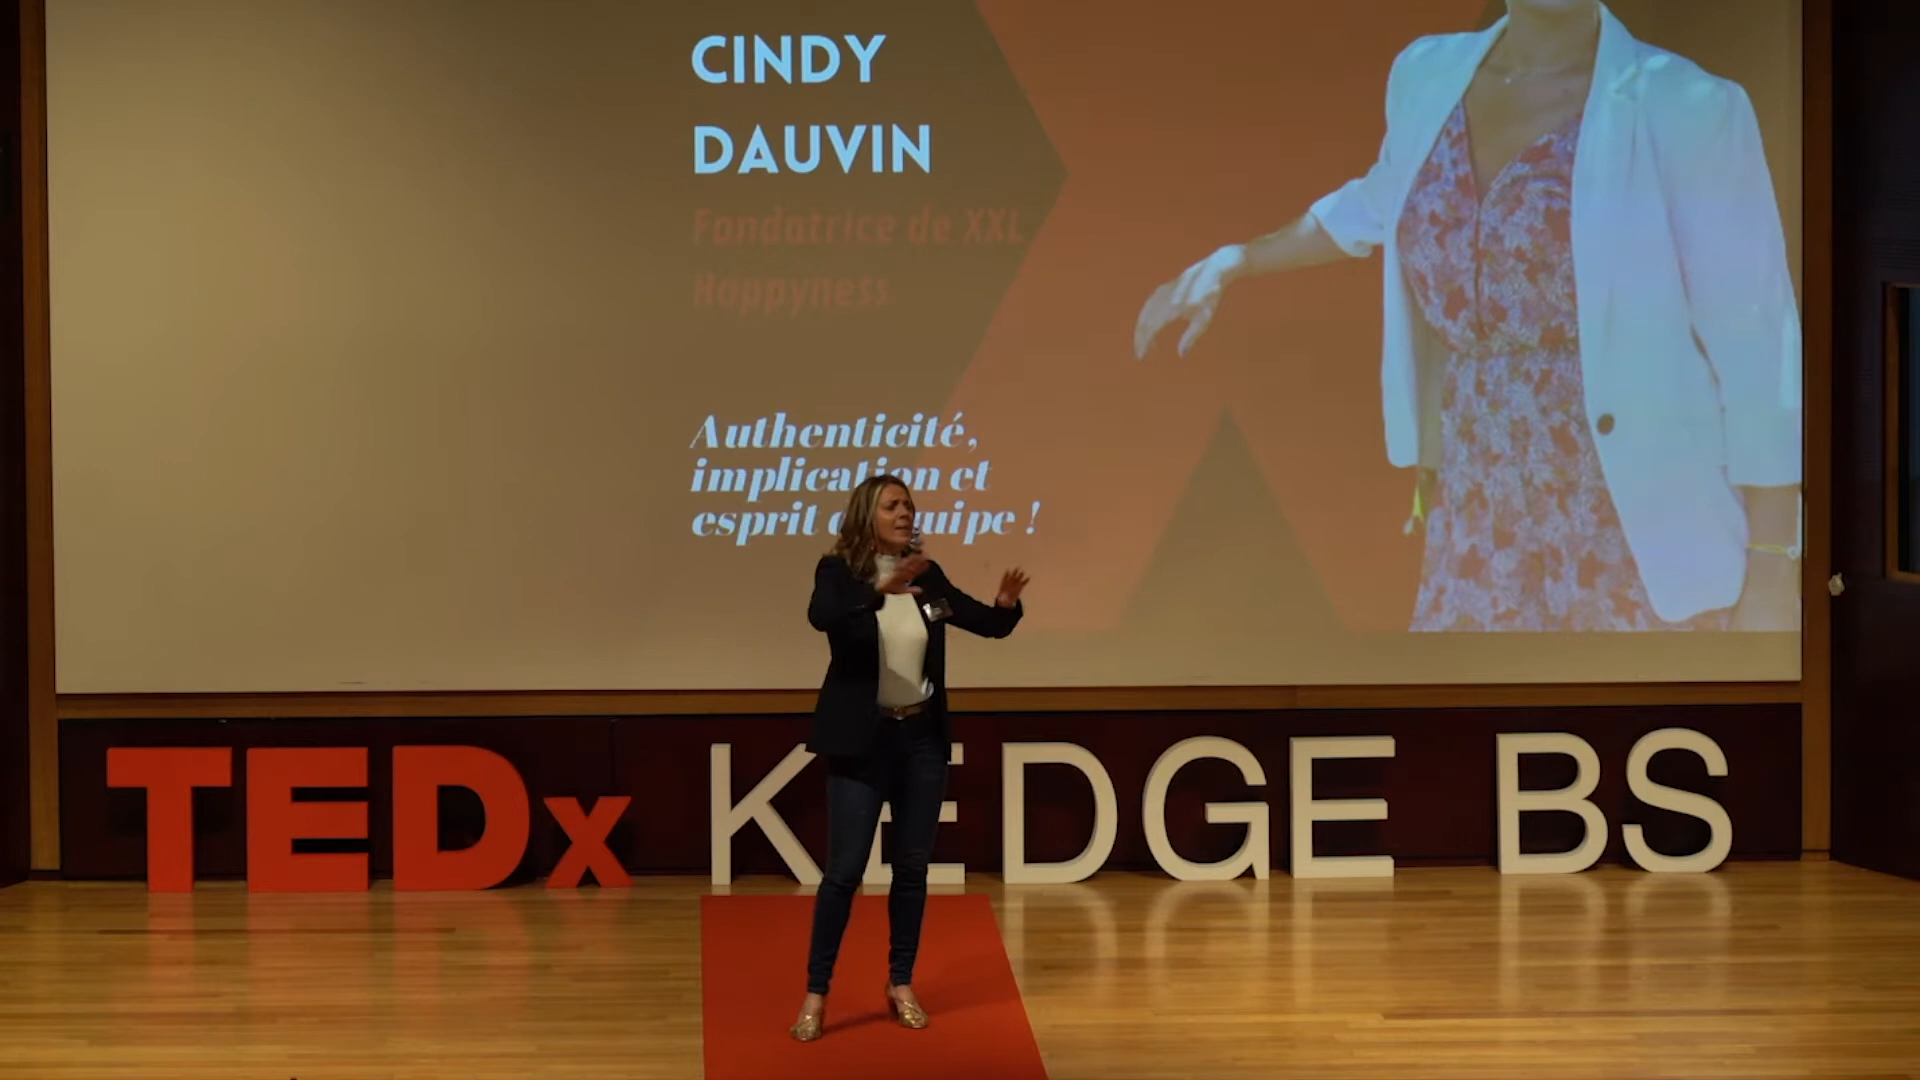 CINDY
DAUVIN
Fondatrice de XXL
Happyness
Authenticité,
implication et
esprit d'équipe !
TEDx KEDGE BS